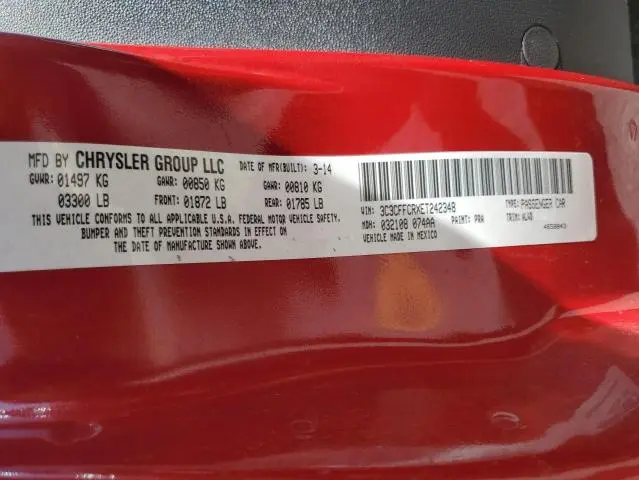 MFD BY CHRYSLER GROUP LLC DATE OF MFR(BUILT): 3-14
GVWR: 01497 KG GAWR: 00850 KG GAWR: 00810 KG
03300 LB FRONT: 01872 LB REAR: 01785 LB
THIS VEHICLE CONFORMS TO ALL APPLICABLE U.S.A. FEDERAL MOTOR VEHICLE SAFETY,
BUMPER AND THEFT PREVENTION STANDARDS IN EFFECT ON
THE DATE OF MANUFACTURE SHOWN ABOVE.
VIN: 3C3CFFCRXET242348 TYPE: PASSENGER CAR
MDH: 032108 074AA PAINT: PRA TRIM: ALAD
VEHICLE MADE IN MEXICO